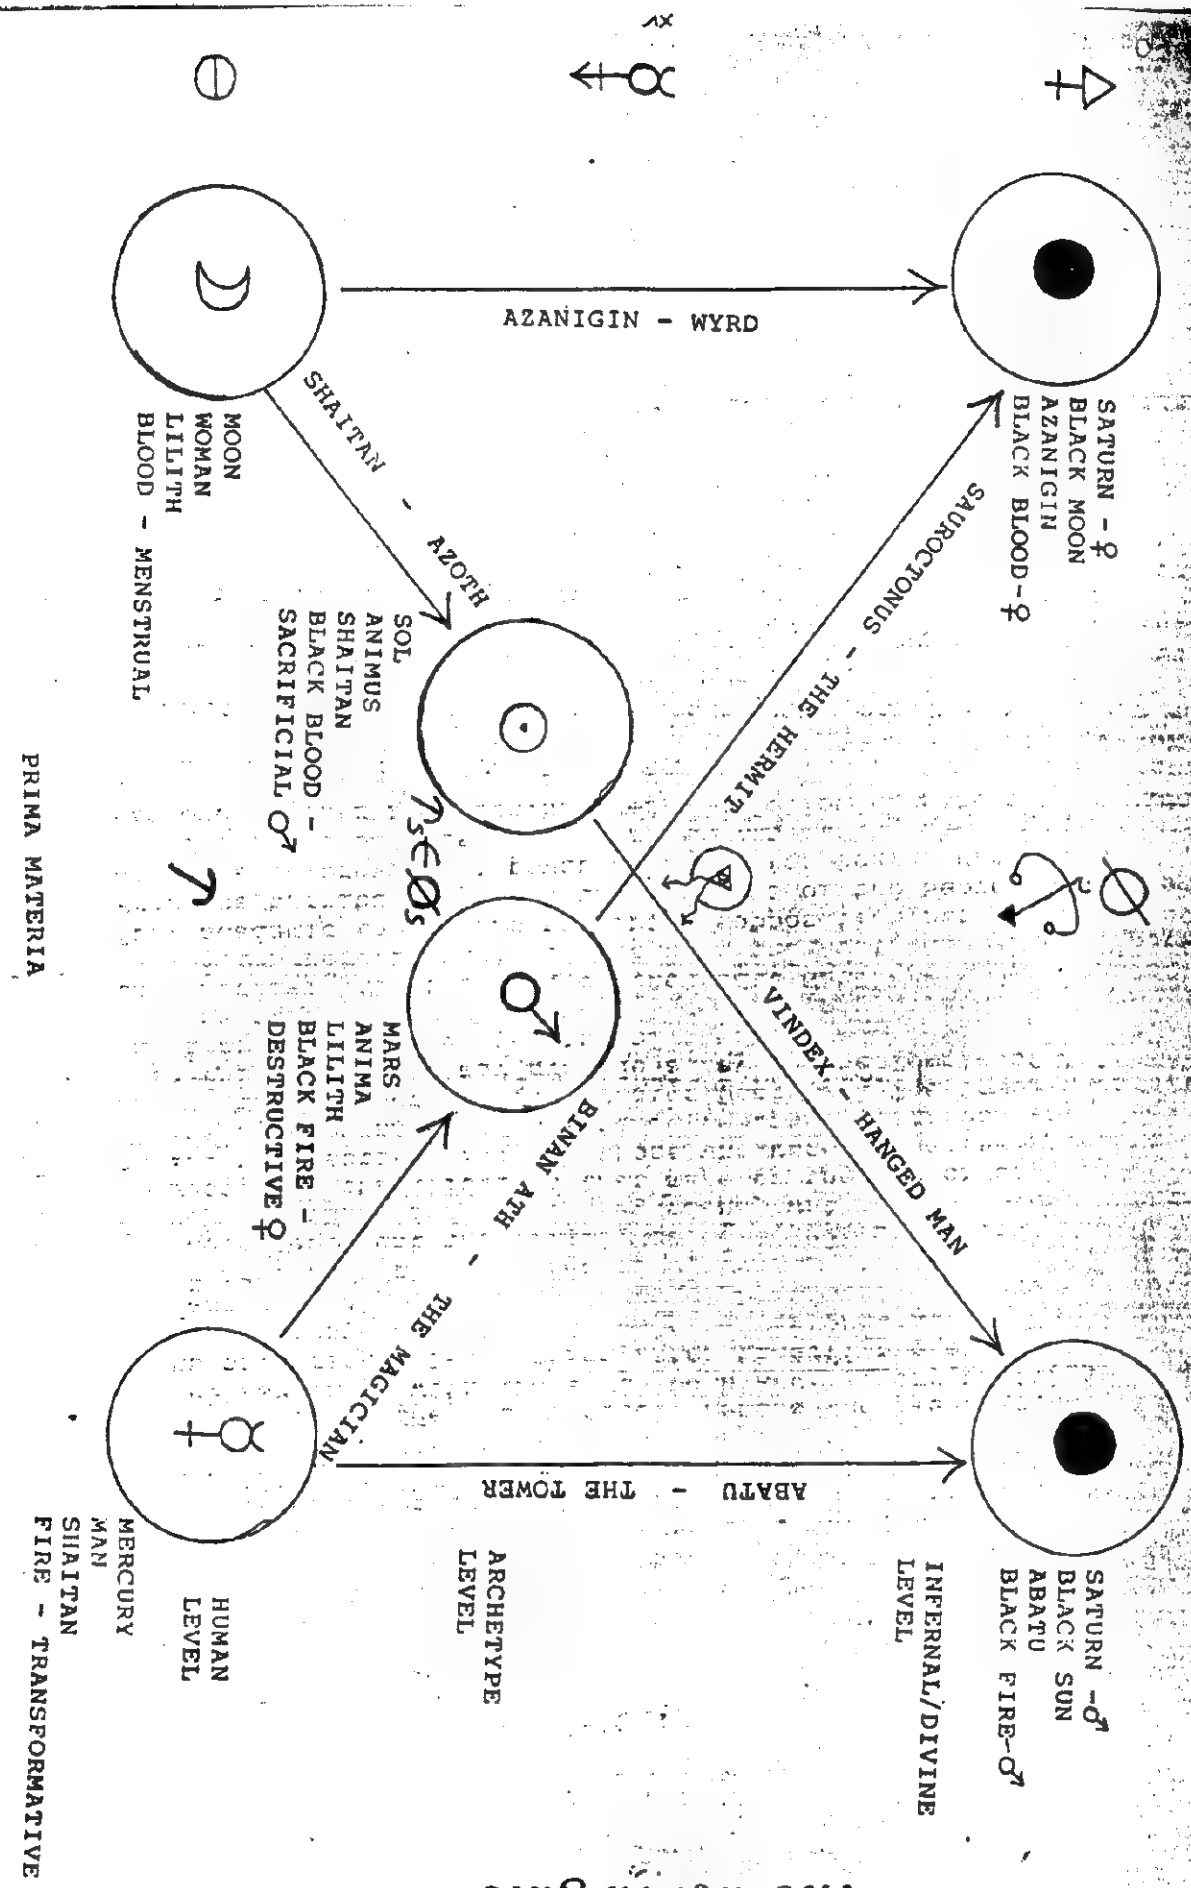 SATURN - ♀
BLACK MOON
AZANIGIN
BLACK BLOOD-♀
SATURN -♂
BLACK SUN
ABATU
BLACK FIRE-♂
INFERNAL/DIVINE
LEVEL
AZANIGIN - WYRD
SAUROCTONUS - THE HERMIT
VINDEX - HANGED MAN
ABATU - THE TOWER
ARCHETYPE
LEVEL
SHAITAN - AZOTH
SOL
ANIMUS
SHAITAN
BLACK BLOOD -
SACRIFICIAL ♂
BINAN ATH - THE MAGICIAN
MARS
ANIMA
LILITH
BLACK FIRE -
DESTRUCTIVE ♀
MOON
WOMAN
LILITH
BLOOD - MENSTRUAL
HUMAN
LEVEL
MERCURY
MAN
SHAITAN
FIRE - TRANSFORMATIVE
PRIMA MATERIA